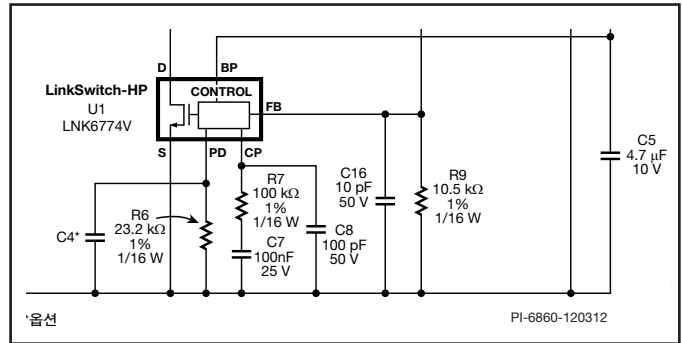 D
BP
LinkSwitch-HP
U1
LNK6774V
CONTROL
FB
S
PD
CP
C5
4.7 µF
10 V
R7
100 kΩ
1%
1/16 W
C16
10 pF
50 V
R9
10.5 kΩ
1%
1/16 W
C4*
R6
23.2 kΩ
1%
1/16 W
C7
100nF
25 V
C8
100 pF
50 V
*옵션
PI-6860-120312